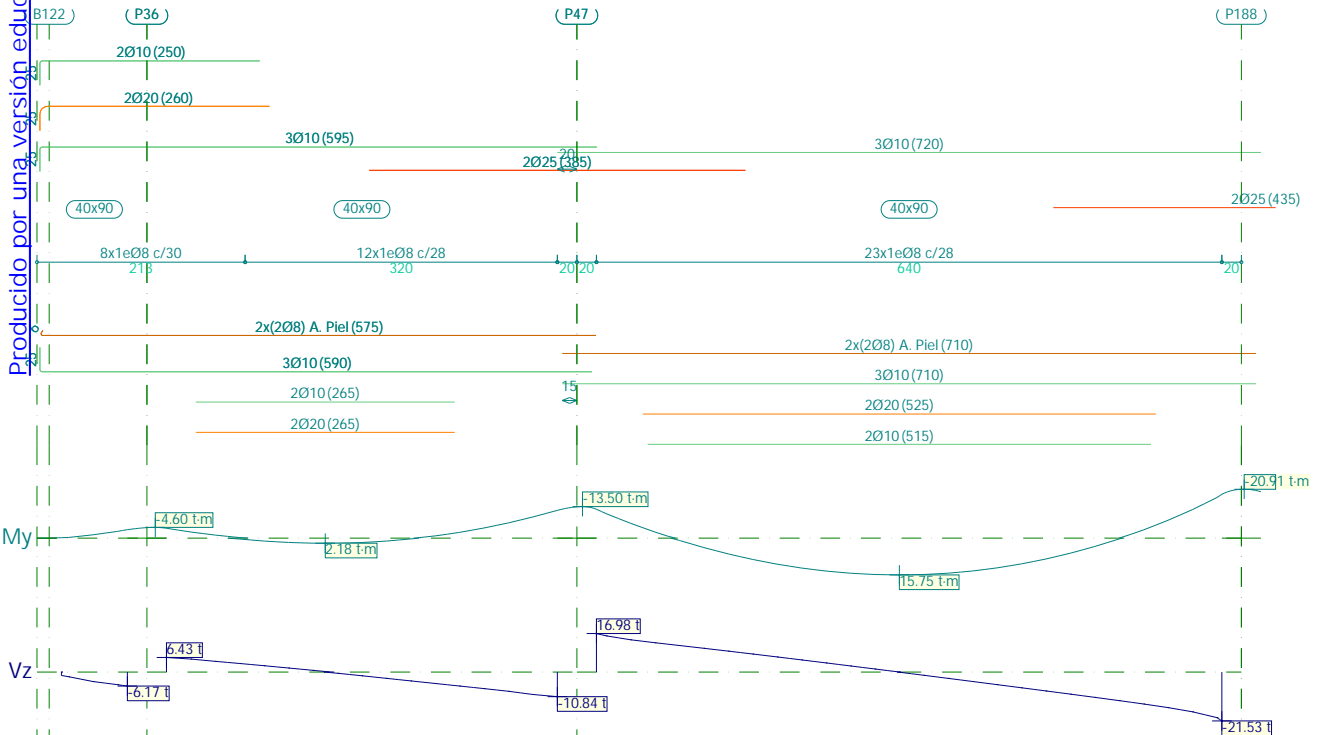 B122
P36
P47
P188
2Ø10 (250)
25
2Ø20 (260)
25
3Ø10 (595)
25
3Ø10 (720)
20
2Ø25 (385)
2Ø25 (435)
40x90
40x90
40x90
8x1eØ8 c/30
12x1eØ8 c/28
23x1eØ8 c/28
213
320
20
20
640
20
2x(2Ø8) A. Piel (575)
2x(2Ø8) A. Piel (710)
25
3Ø10 (590)
3Ø10 (710)
15
2Ø10 (265)
2Ø20 (525)
2Ø20 (265)
2Ø10 (515)
My
-4.60 t·m
2.18 t·m
-13.50 t·m
15.75 t·m
-20.91 t·m
Vz
-6.17 t
6.43 t
-10.84 t
16.98 t
-21.53 t
Producido por una versión educ